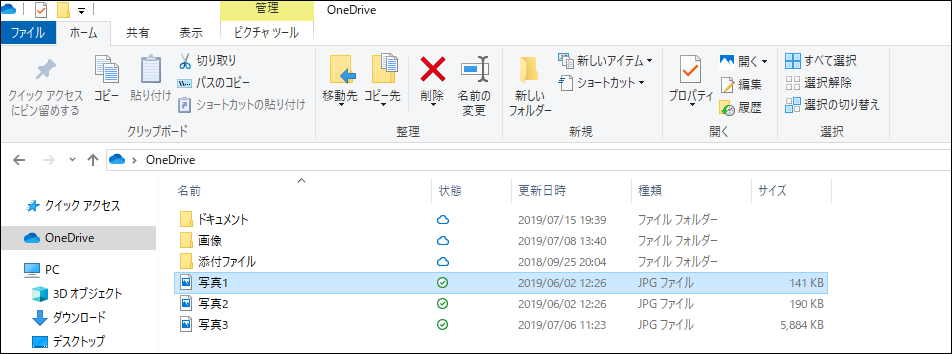 管理 OneDrive
ファイル ホーム 共有 表示 ピクチャ ツール
クイック アクセス
にピン留めする
コピー
貼り付け
切り取り
パスのコピー
ショートカットの貼り付け
クリップボード
移動先
コピー先
削除
名前の
変更
整理
新しい
フォルダー
新しいアイテム
ショートカット
新規
プロパティ
開く
編集
履歴
開く
すべて選択
選択解除
選択の切り替え
選択
OneDrive
クイック アクセス
OneDrive
PC
3D オブジェクト
ダウンロード
デスクトップ
名前 状態 更新日時 種類 サイズ
ドキュメント 2019/07/15 19:39 ファイル フォルダー
画像 2019/07/08 13:40 ファイル フォルダー
添付ファイル 2018/09/25 20:04 ファイル フォルダー
写真1 2019/06/02 12:26 JPG ファイル 141 KB
写真2 2019/06/02 12:26 JPG ファイル 190 KB
写真3 2019/07/06 11:23 JPG ファイル 5,884 KB